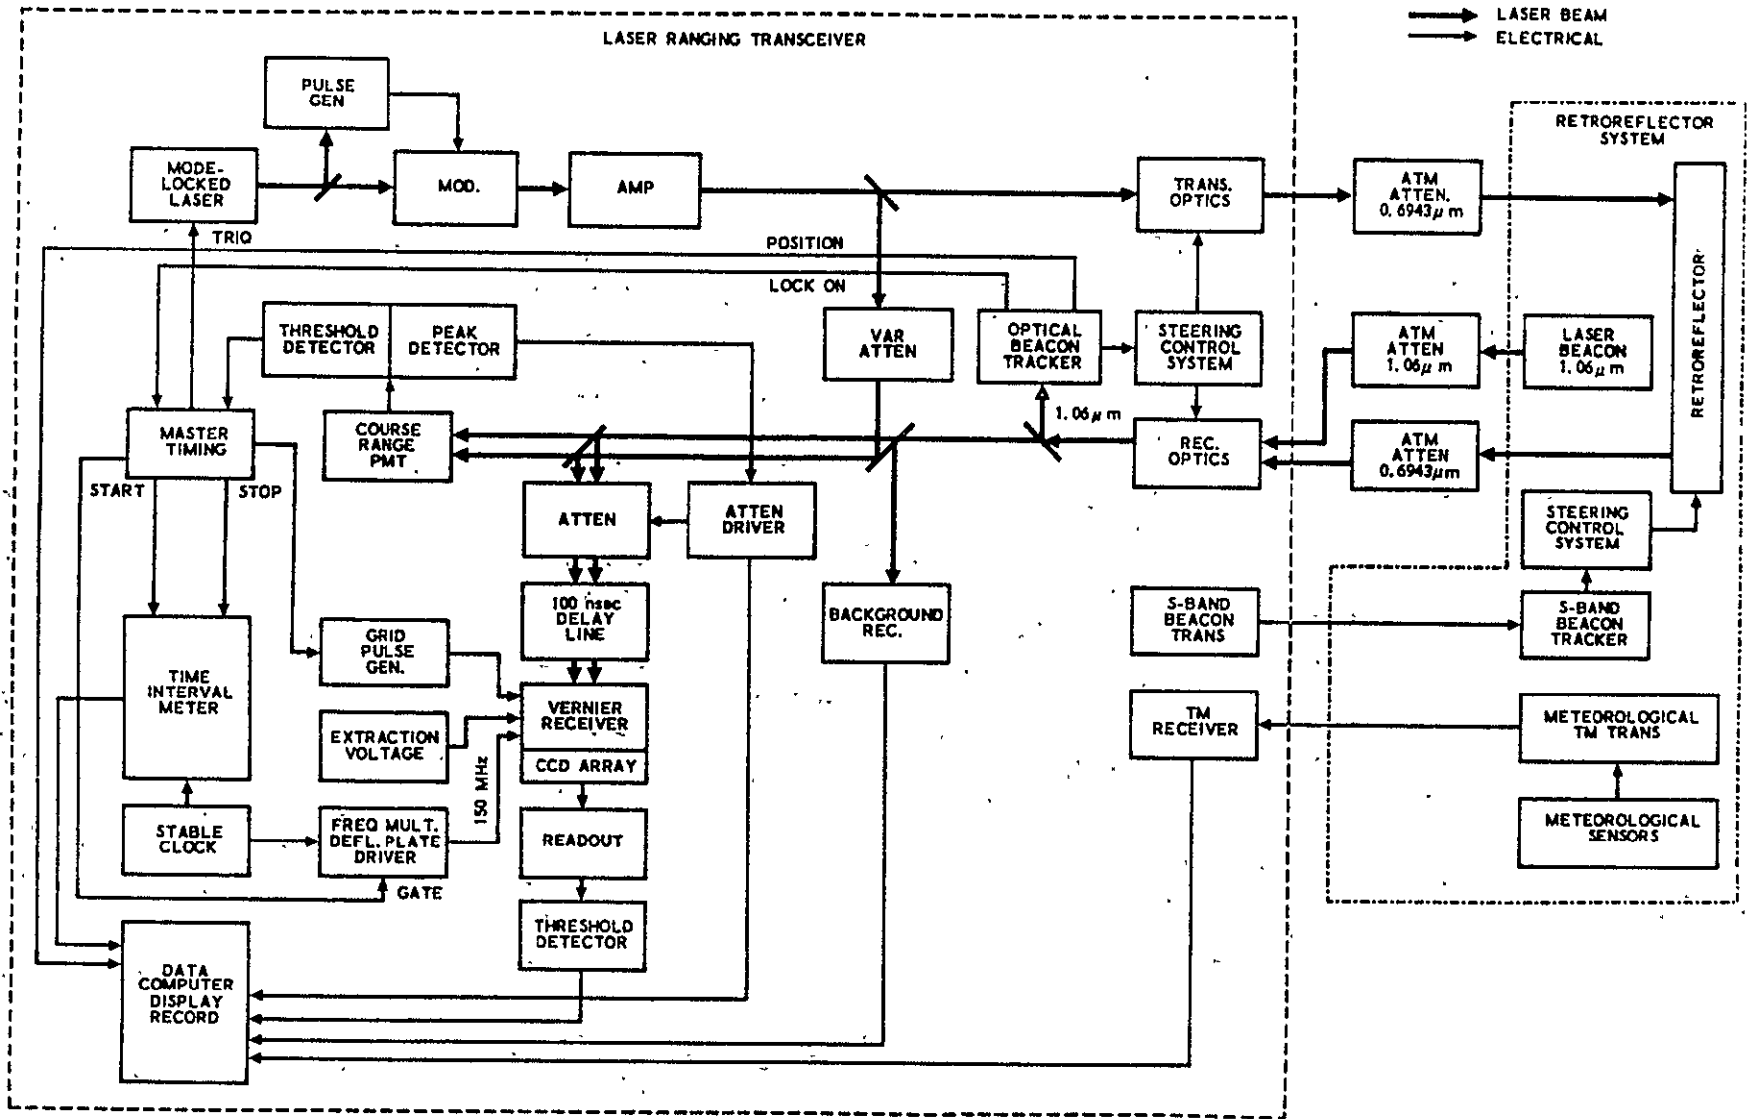 LASER BEAM
ELECTRICAL
LASER RANGING TRANSCEIVER
PULSE
GEN
RETROREFLECTOR
SYSTEM
MODE-
LOCKED
LASER
MOD.
AMP
TRANS.
OPTICS
ATM
ATTEN.
0.6943μm
TRIQ
POSITION
LOCK ON
THRESHOLD
DETECTOR
PEAK
DETECTOR
VAR
ATTEN
OPTICAL
BEACON
TRACKER
STEERING
CONTROL
SYSTEM
ATM
ATTEN
1.06μm
LASER
BEACON
1.06μm
RETROREFLECTOR
1.06μm
MASTER
TIMING
COURSE
RANGE
PMT
REC.
OPTICS
ATM
ATTEN
0.6943μm
START
STOP
ATTEN
ATTEN
DRIVER
STEERING
CONTROL
SYSTEM
100 nsec
DELAY
LINE
BACKGROUND
REC.
S-BAND
BEACON
TRANS
S-BAND
BEACON
TRACKER
GRID
PULSE
GEN.
TIME
INTERVAL
METER
VERNIER
RECEIVER
TM
RECEIVER
METEOROLOGICAL
TM TRANS
EXTRACTION
VOLTAGE
CCD ARRAY
150 MHz
STABLE
CLOCK
FREQ MULT.
DEFL. PLATE
DRIVER
READOUT
METEOROLOGICAL
SENSORS
GATE
THRESHOLD
DETECTOR
DATA
COMPUTER
DISPLAY
RECORD